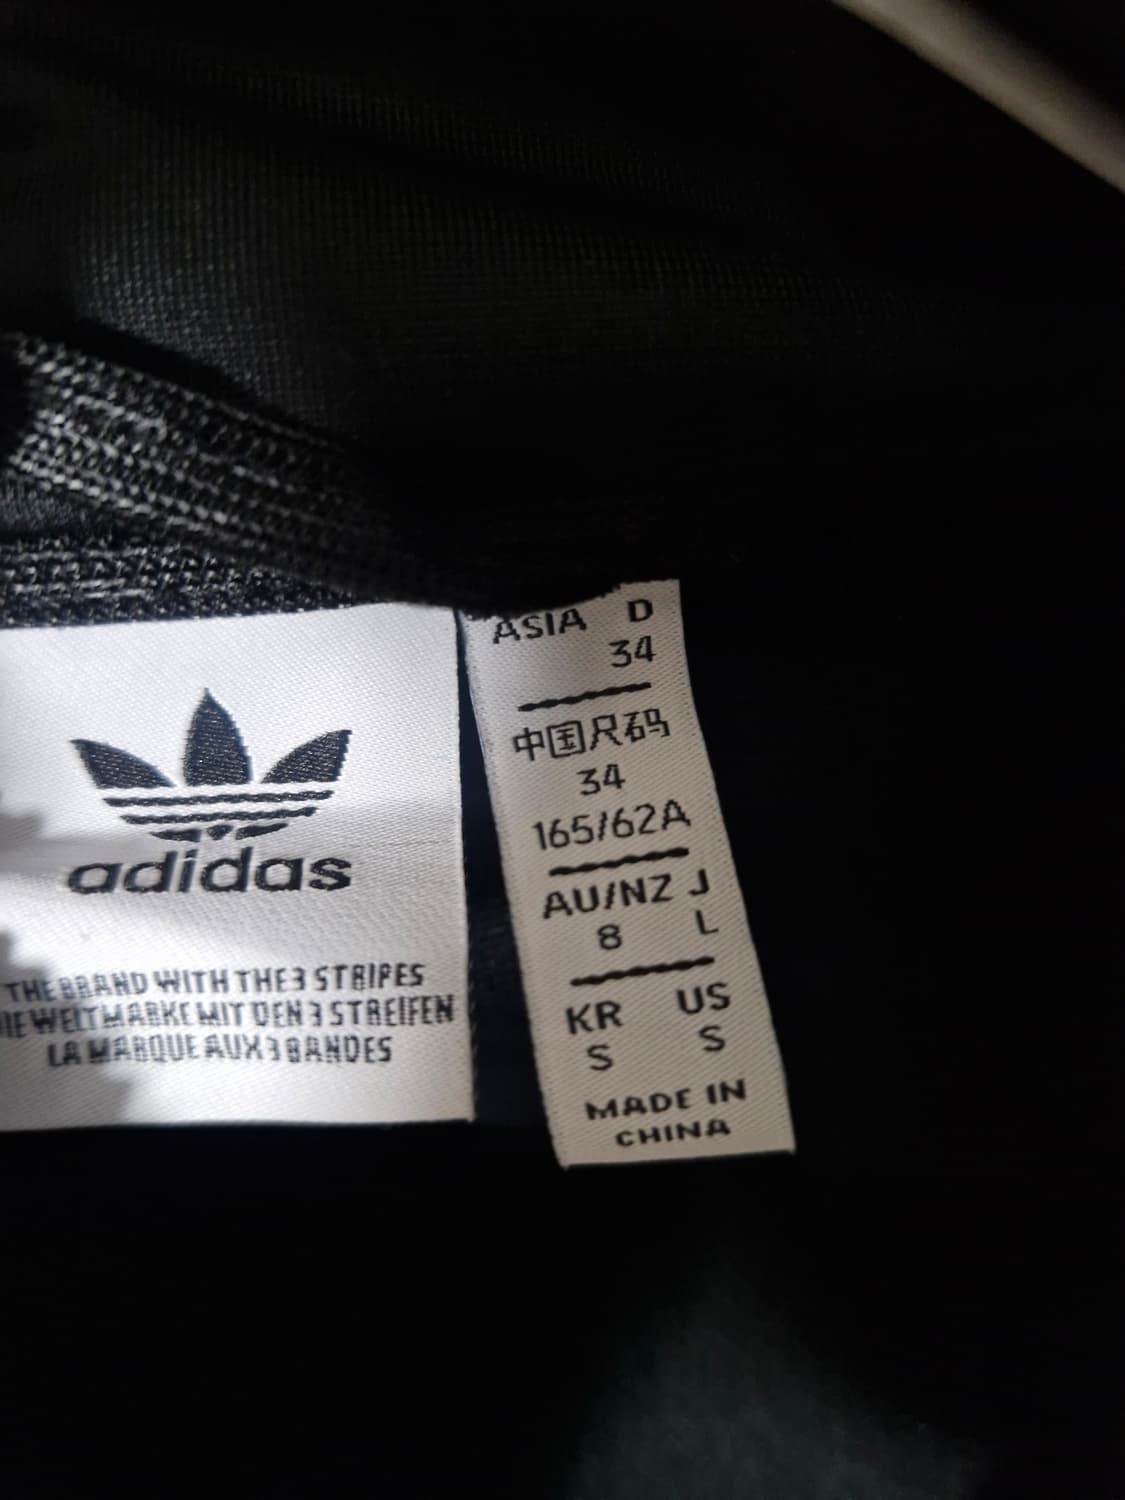 adidas
THE BRAND WITH THE 3 STRIPES
DIE WELTMARKE MIT DEN 3 STREIFEN
LA MARQUE AUX 3 BANDES
ASIA D
34
中国尺码
34
165/62A
AU/NZ J
8 L
KR US
S S
MADE IN
CHINA